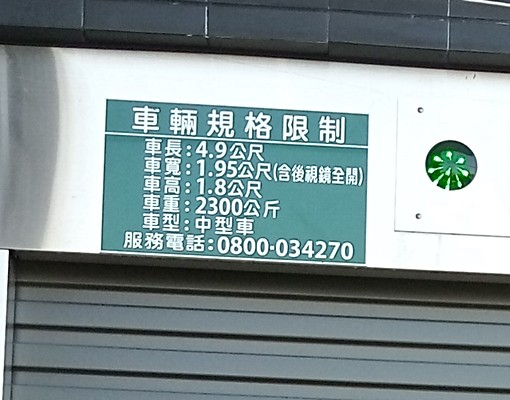 車輛規格限制
車長:4.9公尺
車寬:1.95公尺(含後視鏡全開)
車高:1.8公尺
車重:2300公斤
車型:中型車
服務電話:0800-034270